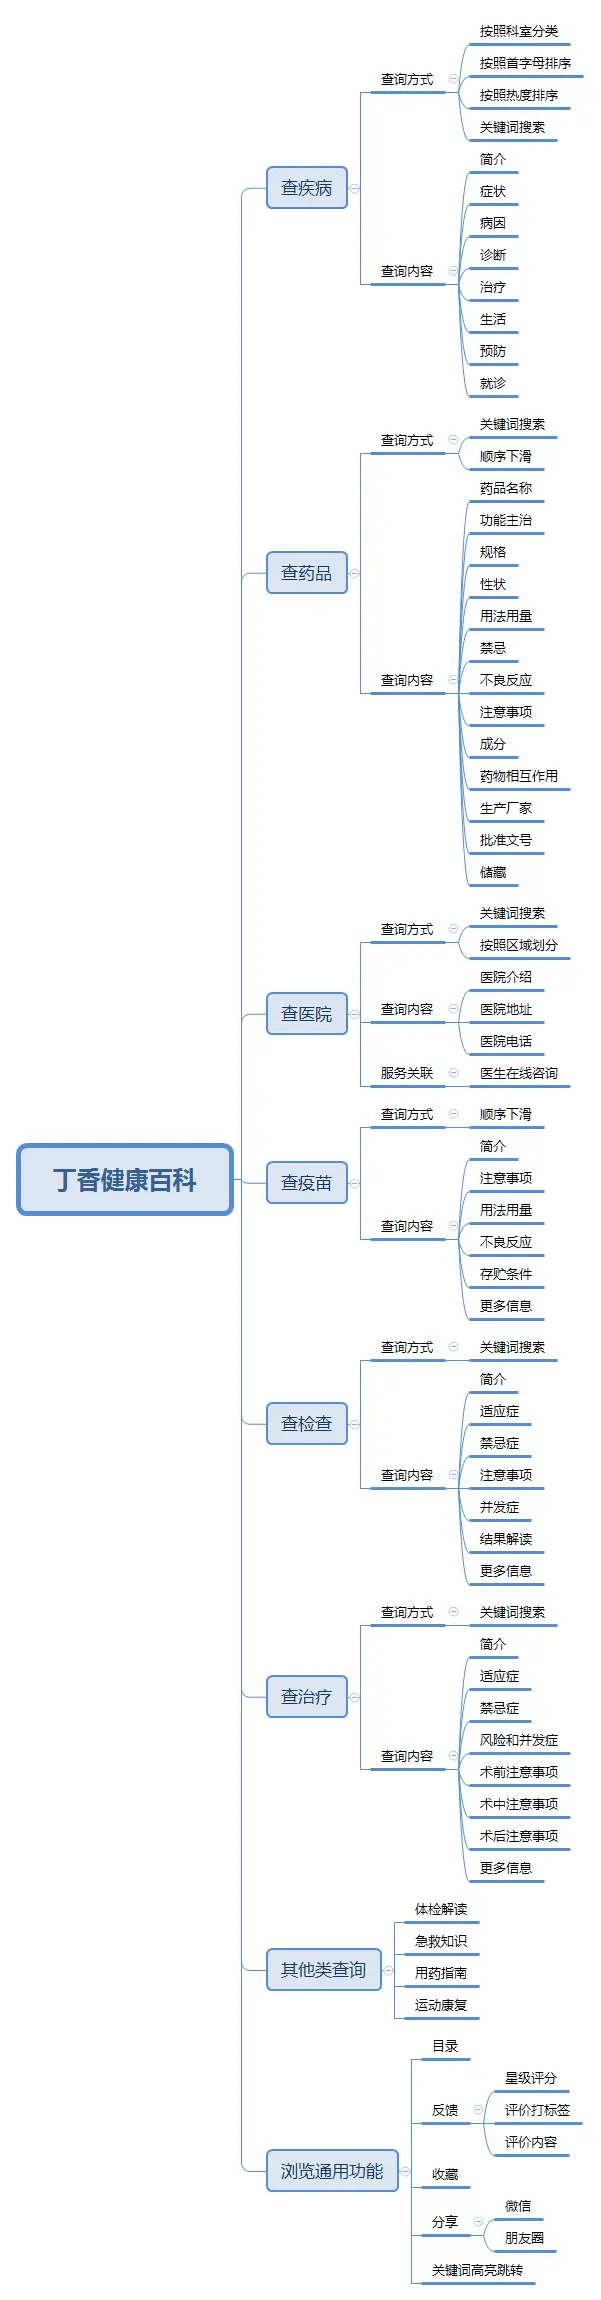 按照科室分类
按照首字母排序
查询方式
按照热度排序
关键词搜索
简介
查疾病
症状
病因
诊断
查询内容
治疗
生活
预防
就诊
关键词搜索
查询方式
顺序下滑
药品名称
功能主治
规格
查药品
性状
用法用量
禁忌
查询内容
不良反应
注意事项
成分
药物相互作用
生产厂家
批准文号
储藏
关键词搜索
查询方式
按照区域划分
医院介绍
查医院
查询内容
医院地址
医院电话
服务关联
医生在线咨询
查询方式
顺序下滑
简介
丁香健康百科
查疫苗
注意事项
用法用量
查询内容
不良反应
存贮条件
更多信息
查询方式
关键词搜索
简介
查检查
适应症
禁忌症
查询内容
注意事项
并发症
结果解读
更多信息
查询方式
关键词搜索
简介
适应症
查治疗
禁忌症
风险和并发症
查询内容
术前注意事项
术中注意事项
术后注意事项
更多信息
体检解读
急救知识
其他类查询
用药指南
运动康复
目录
星级评分
反馈
评价打标签
评价内容
浏览通用功能
收藏
微信
分享
朋友圈
关键词高亮跳转